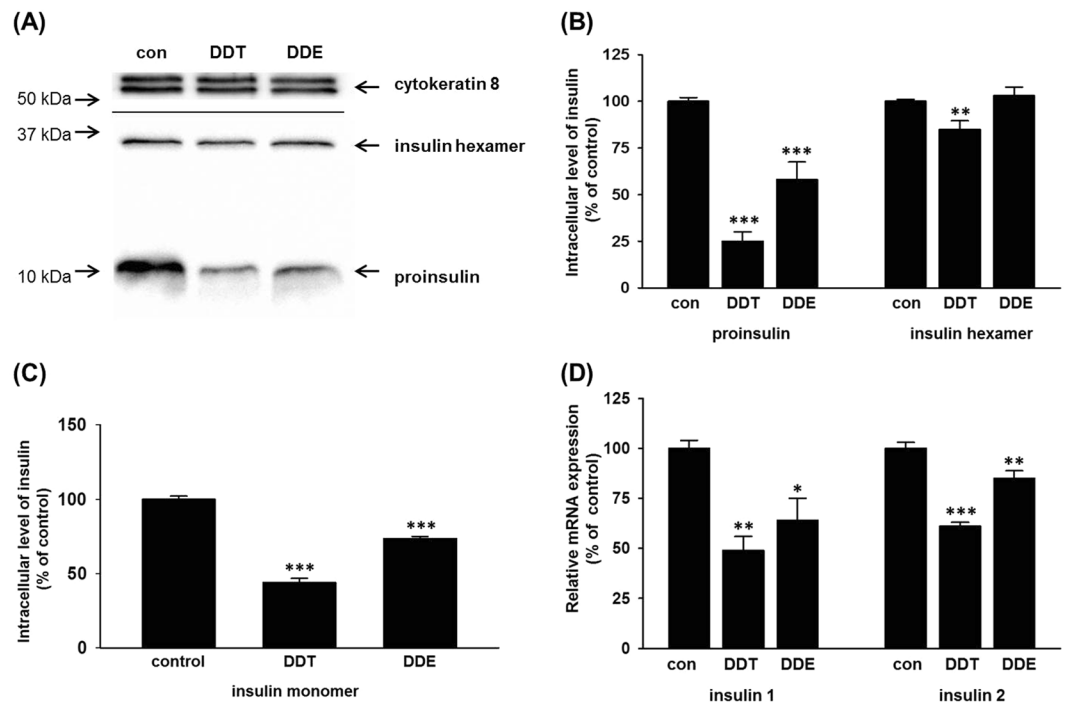 (A)
con DDT DDE
cytokeratin 8
50 kDa
37 kDa
insulin hexamer
10 kDa
proinsulin
(B)
Intracellular level of insulin
(% of control)
125
100
75
50
25
0
*** *** **
con DDT DDE con DDT DDE
proinsulin insulin hexamer
(C)
Intracellular level of insulin
(% of control)
150
100
50
0
*** ***
control DDT DDE
insulin monomer
(D)
Relative mRNA expression
(% of control)
125
100
75
50
25
0
** * *** **
con DDT DDE con DDT DDE
insulin 1 insulin 2